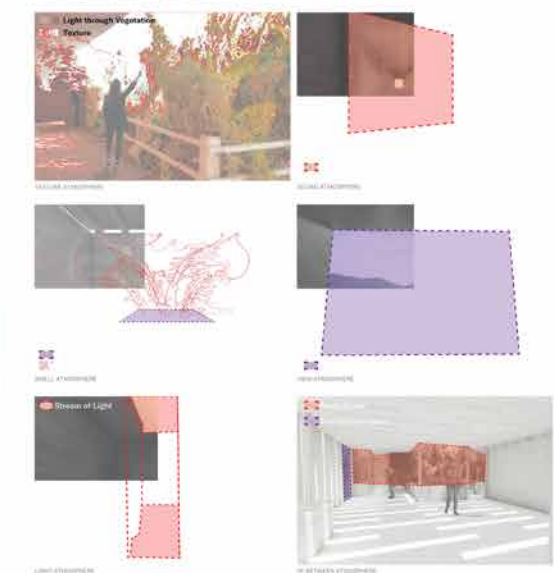 Light through Vegetation
Texture
TEXTURE ATMOSPHERE
SOUND ATMOSPHERE
SMELL ATMOSPHERE
VIEW ATMOSPHERE
Stream of Light
LIGHT ATMOSPHERE
IN BETWEEN ATMOSPHERE